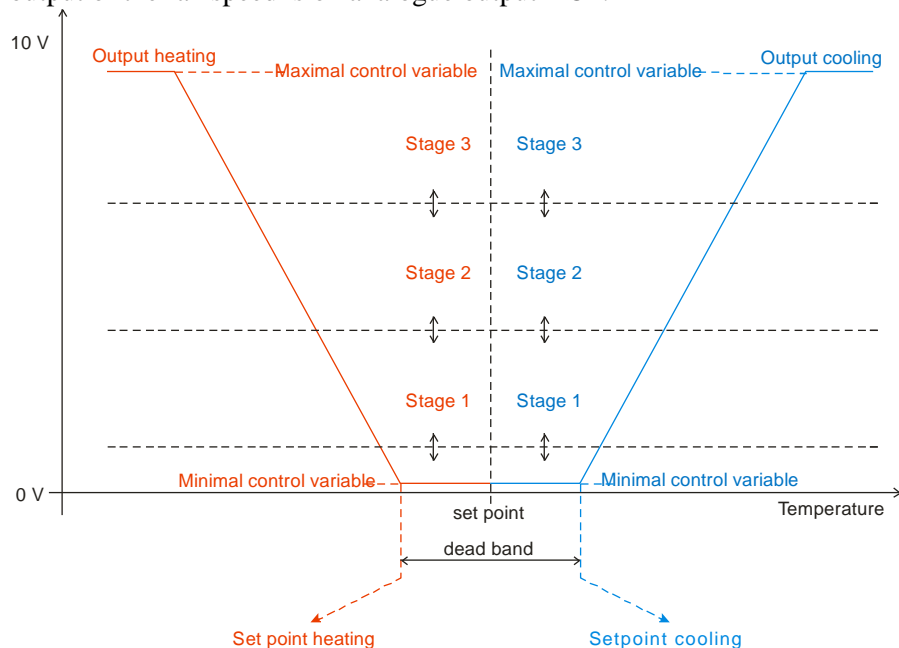 10 V
Output heating
Output cooling
Maximal control variable
Maximal control variable
Stage 3
Stage 3
Stage 2
Stage 2
Stage 1
Stage 1
Minimal control variable
Minimal control variable
0 V
set point
Temperature
dead band
Set point heating
Setpoint cooling